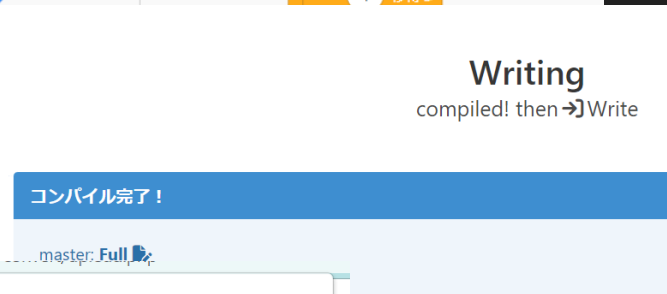 Writing
compiled! then Write
コンパイル完了！
master: Full